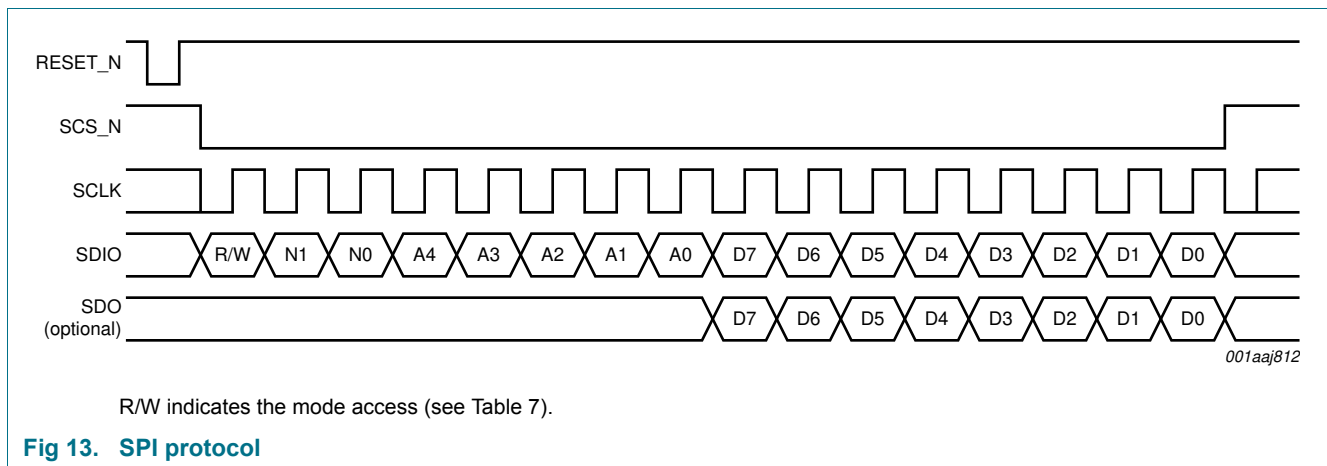 RESET_N
SCS_N
SCLK
SDIO R/W N1 N0 A4 A3 A2 A1 A0 D7 D6 D5 D4 D3 D2 D1 D0
SDO
(optional) D7 D6 D5 D4 D3 D2 D1 D0
001aaj812
R/W indicates the mode access (see Table 7).
Fig 13. SPI protocol